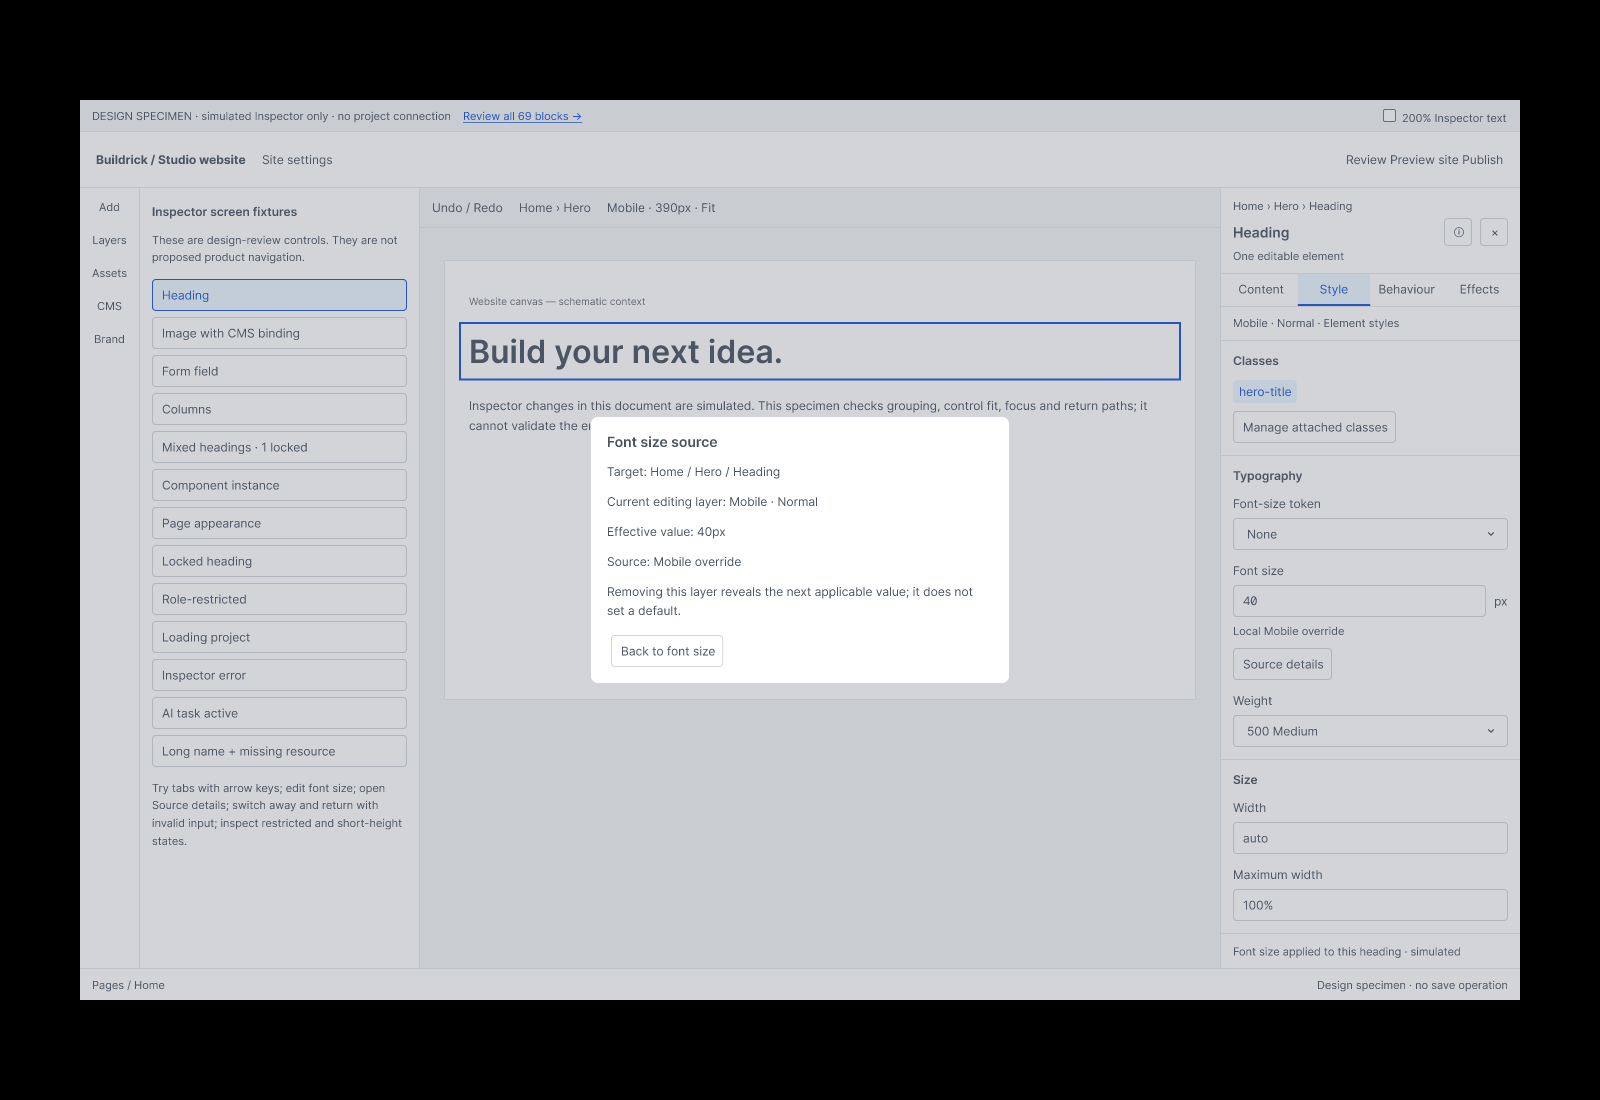 DESIGN SPECIMEN · simulated Inspector only · no project connection Review all 69 blocks →
200% Inspector text
Buildrick / Studio website Site settings
Review Preview site Publish
Add
Layers
Assets
CMS
Brand
Inspector screen fixtures
These are design-review controls. They are not
proposed product navigation.
Heading
Image with CMS binding
Form field
Columns
Mixed headings · 1 locked
Component instance
Page appearance
Locked heading
Role-restricted
Loading project
Inspector error
AI task active
Long name + missing resource
Try tabs with arrow keys; edit font size; open
Source details; switch away and return with
invalid input; inspect restricted and short-height
states.
Undo / Redo Home › Hero Mobile · 390px · Fit
Website canvas — schematic context
Build your next idea.
Inspector changes in this document are simulated. This specimen checks grouping, control fit, focus and return paths; it
cannot validate the
Font size source
Target: Home / Hero / Heading
Current editing layer: Mobile · Normal
Effective value: 40px
Source: Mobile override
Removing this layer reveals the next applicable value; it does not
set a default.
Back to font size
Home › Hero › Heading
Heading
ⓘ ×
One editable element
Content Style Behaviour Effects
Mobile · Normal · Element styles
Classes
hero-title
Manage attached classes
Typography
Font-size token
None
Font size
40 px
Local Mobile override
Source details
Weight
500 Medium
Size
Width
auto
Maximum width
100%
Font size applied to this heading · simulated
Pages / Home
Design specimen · no save operation